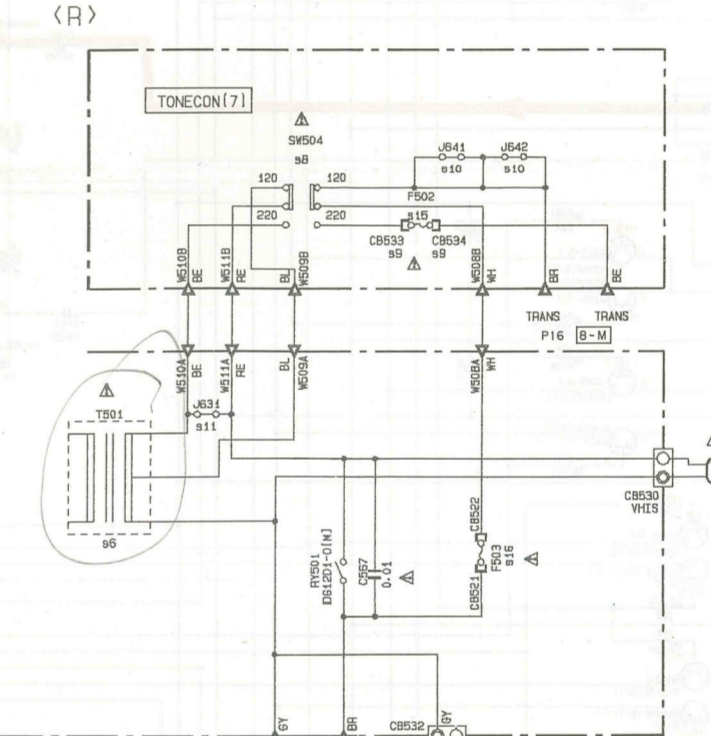 <R>
TONECON(7)
SW504
s8
J641
J642
s10
s10
120
120
F502
s15
220
220
CB533
CB534
s9
s9
W510B
BE
W511B
RE
BL
W509B
W508B
WH
BR
BE
TRANS
TRANS
P16
8-M
W510A
BE
W511A
RE
BL
W509A
W508A
WH
T501
J631
s11
s6
CB530
VHIS
RY501
DG12D1-O(M)
C567
0.01
CB522
F503
s16
CB521
GY
BR
CB532
GY